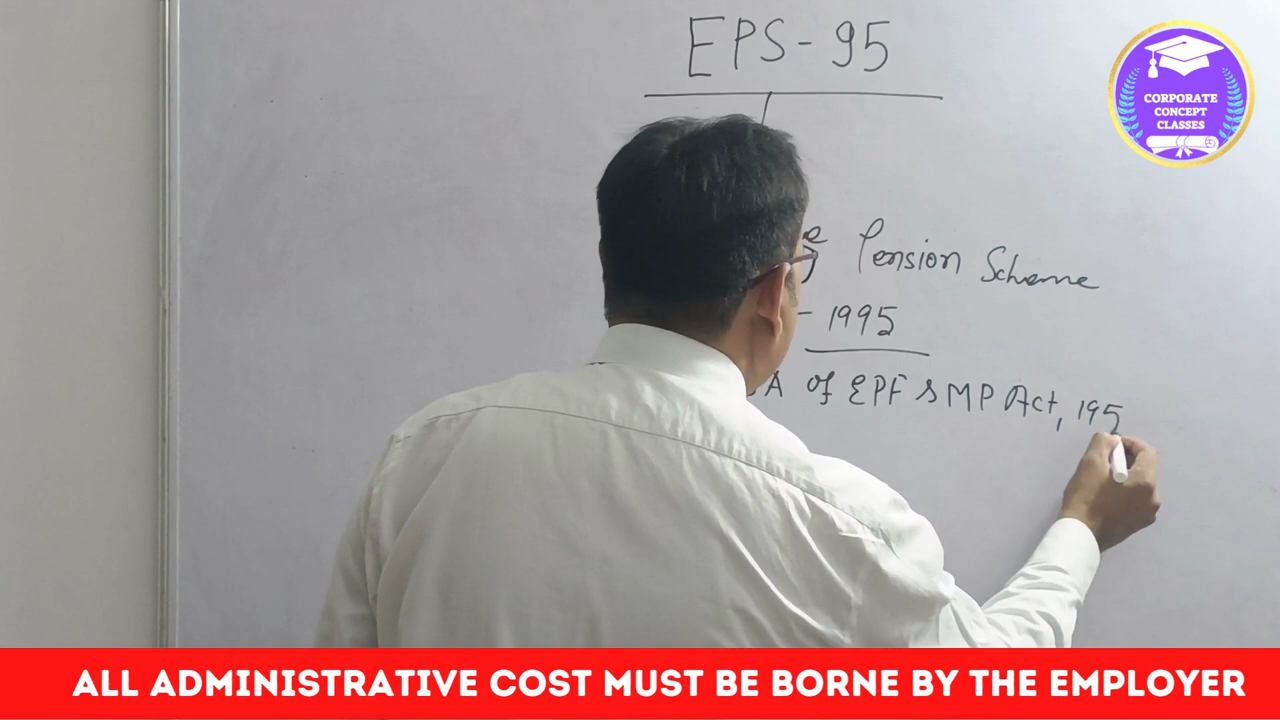 EPS-95
CORPORATE
CONCEPT
CLASSES
Pension Scheme
- 1995
A of EPF & MP Act, 195
ALL ADMINISTRATIVE COST MUST BE BORNE BY THE EMPLOYER